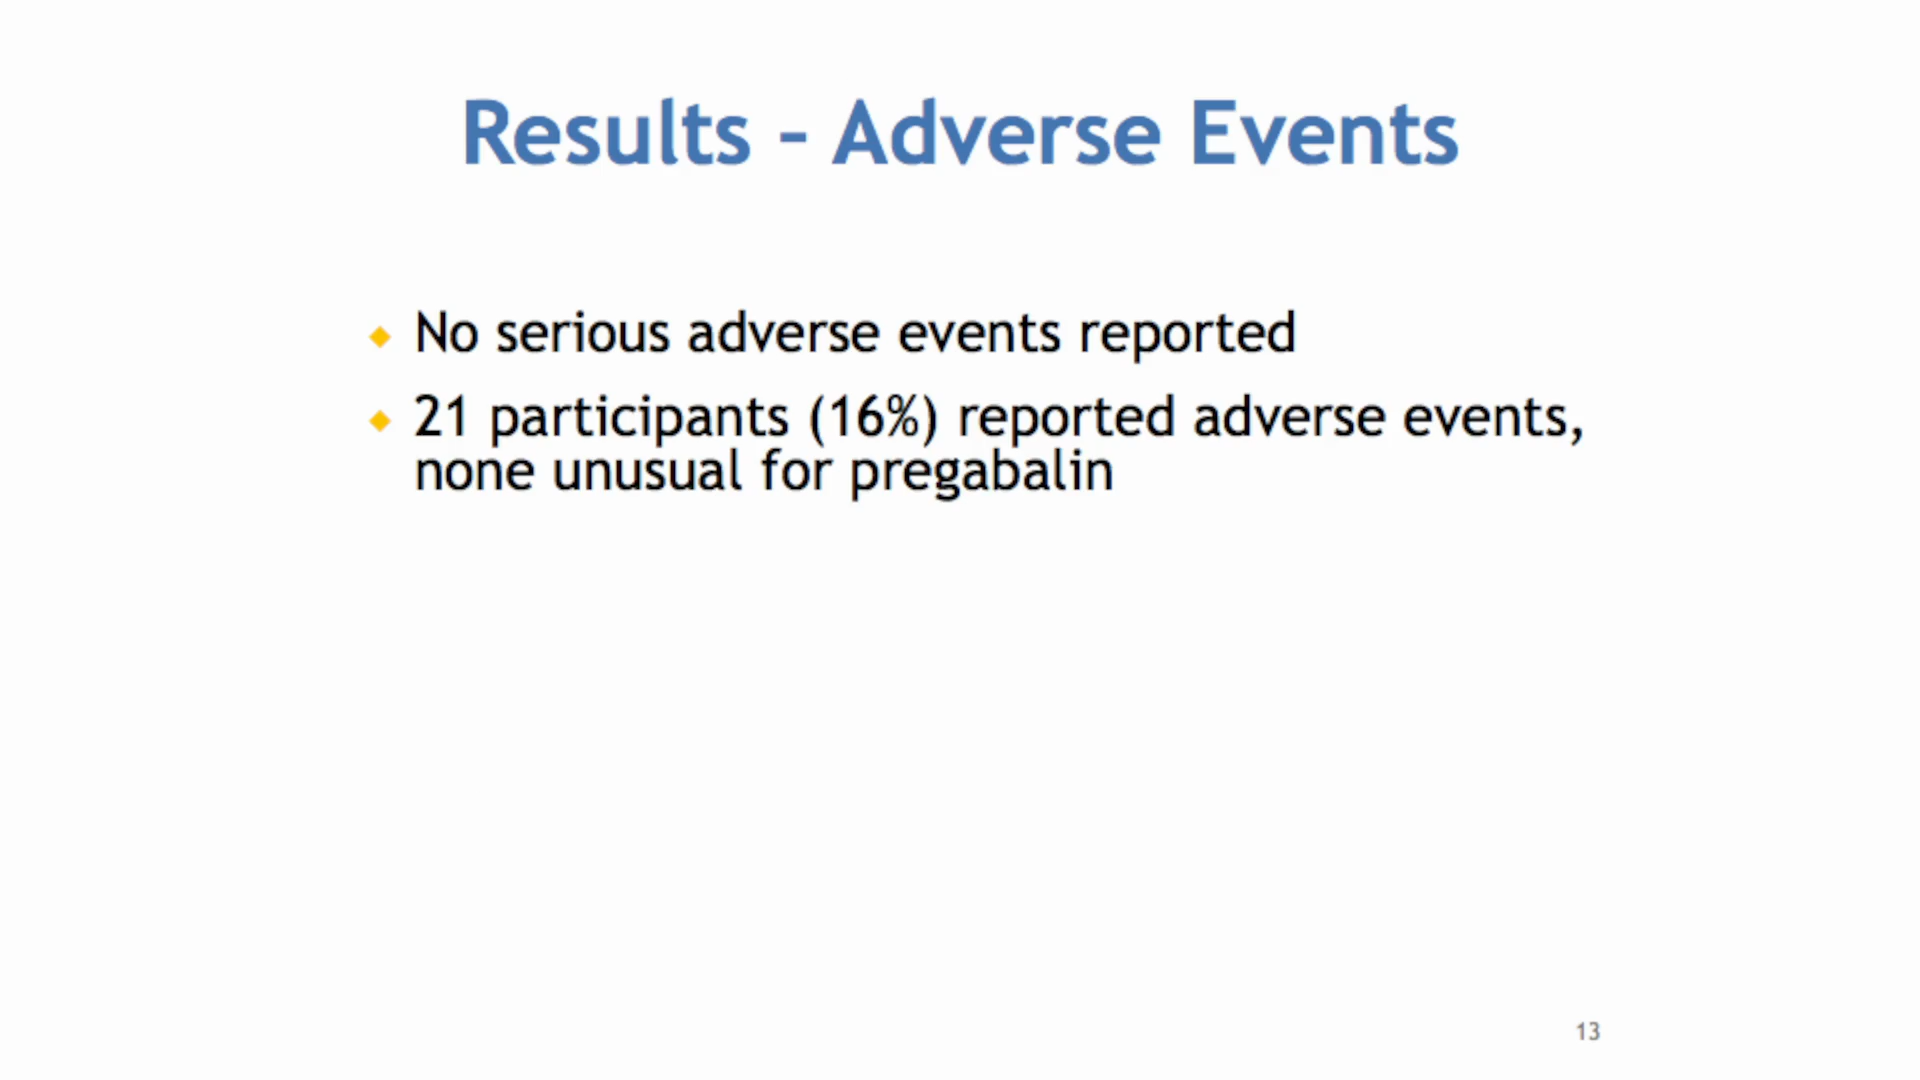 Results – Adverse Events
No serious adverse events reported
21 participants (16%) reported adverse events,
none unusual for pregabalin
13